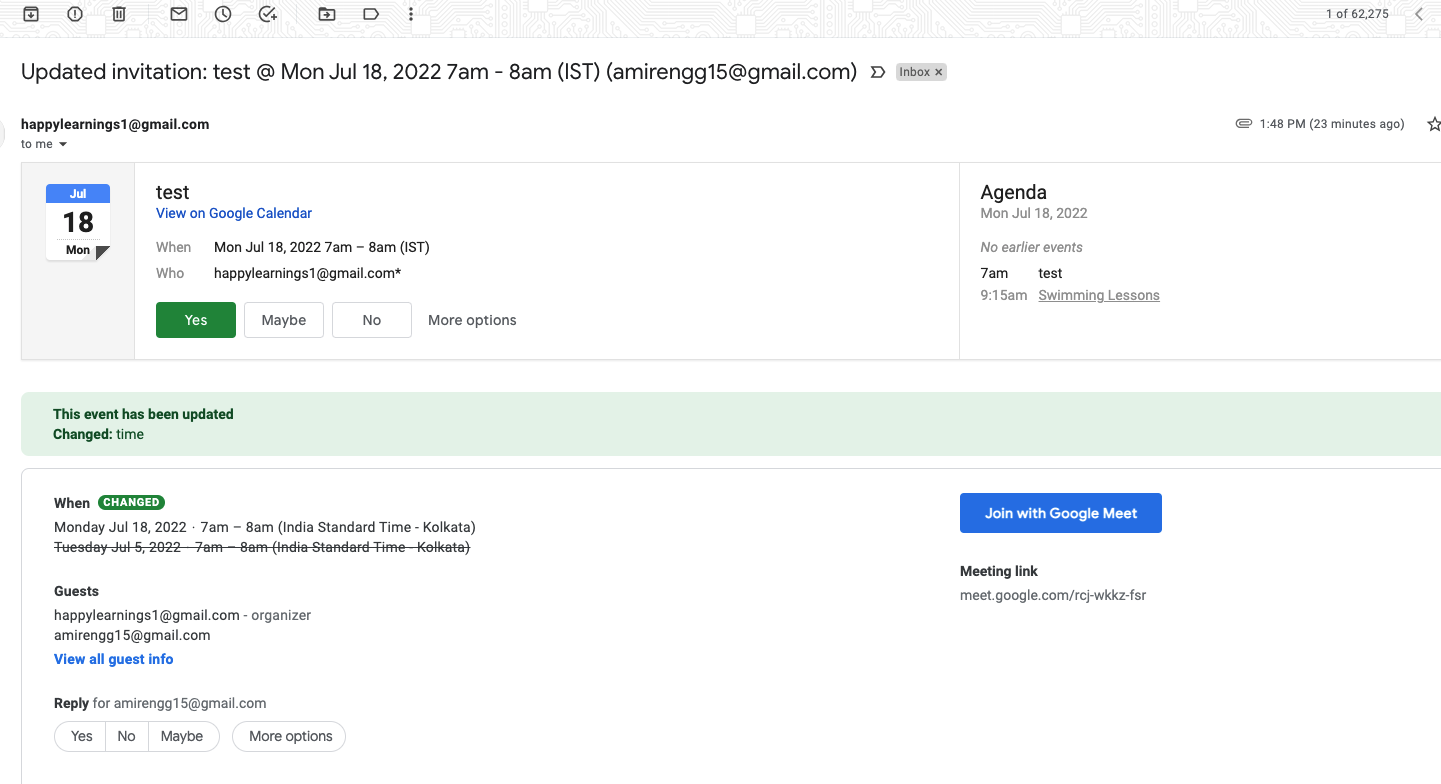 1 of 62,275
Updated invitation: test @ Mon Jul 18, 2022 7am - 8am (IST) (amirengg15@gmail.com) Inbox ×
happylearnings1@gmail.com
1:48 PM (23 minutes ago)
to me
Jul
18
Mon
test
View on Google Calendar
When Mon Jul 18, 2022 7am – 8am (IST)
Who happylearnings1@gmail.com*
Yes Maybe No More options
Agenda
Mon Jul 18, 2022
No earlier events
7am test
9:15am Swimming Lessons
This event has been updated
Changed: time
When CHANGED
Monday Jul 18, 2022 · 7am – 8am (India Standard Time - Kolkata)
Tuesday Jul 5, 2022 · 7am – 8am (India Standard Time - Kolkata)
Guests
happylearnings1@gmail.com - organizer
amirengg15@gmail.com
View all guest info
Reply for amirengg15@gmail.com
Yes No Maybe More options
Join with Google Meet
Meeting link
meet.google.com/rcj-wkkz-fsr